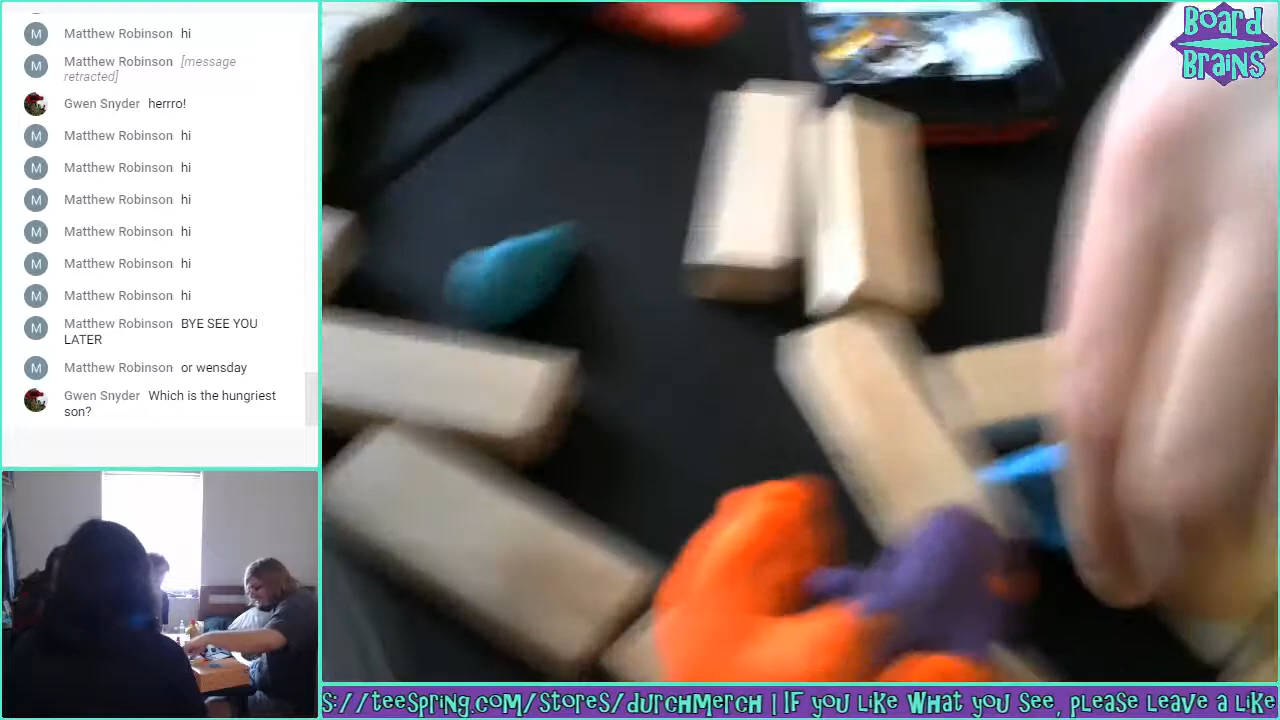 Matthew Robinson hi
Matthew Robinson [message
retracted]
Gwen Snyder herrro!
Matthew Robinson hi
Matthew Robinson hi
Matthew Robinson hi
Matthew Robinson hi
Matthew Robinson hi
Matthew Robinson hi
Matthew Robinson BYE SEE YOU
LATER
Matthew Robinson or wensday
Gwen Snyder Which is the hungriest
son?
BoarD
BraiNS
S://teeSpring.com/Stores/durchmerch | IF you Like What you See, please Leave a Like